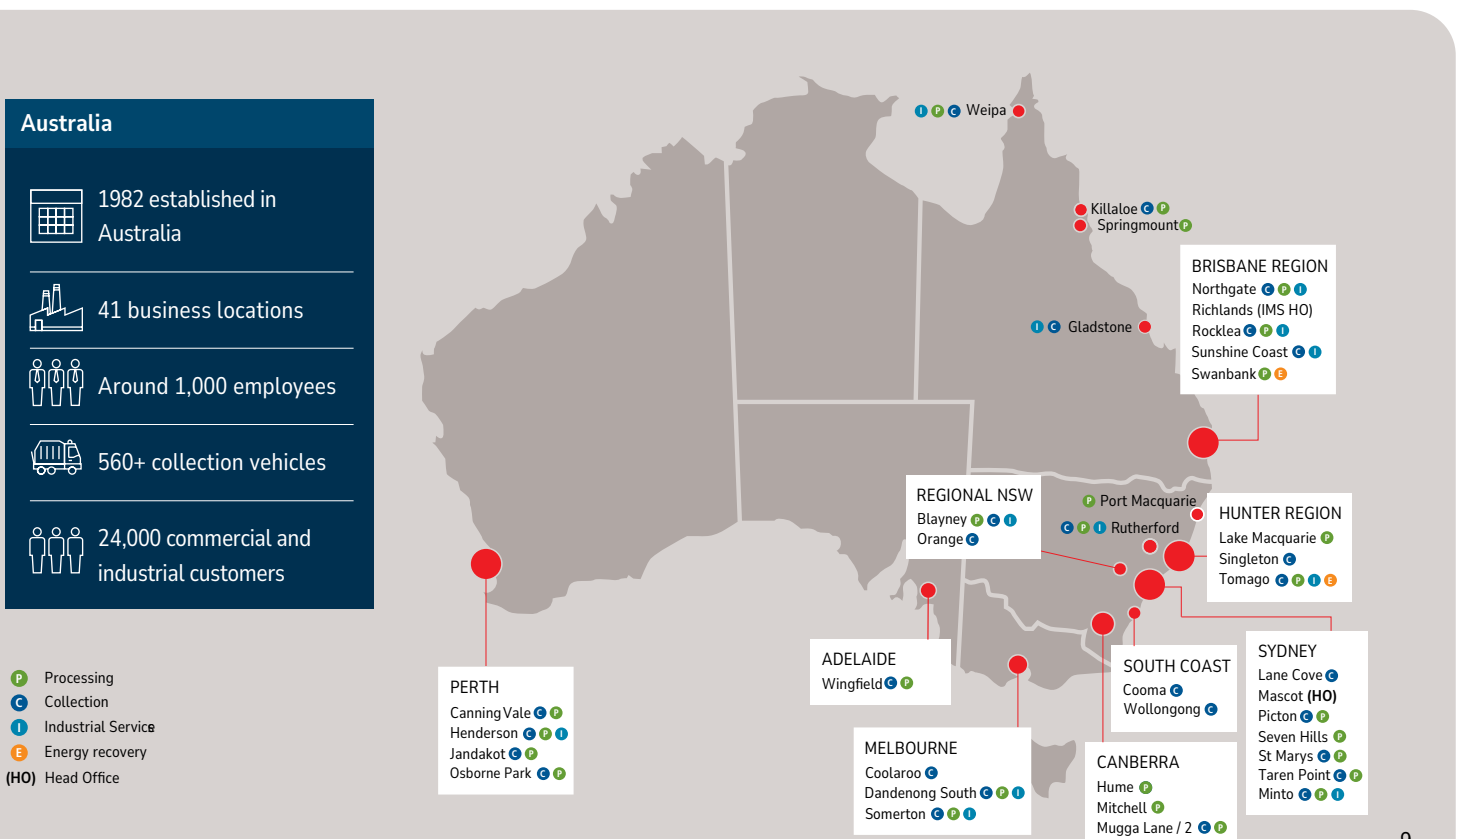 Australia
1982 established in
Australia
41 business locations
Around 1,000 employees
560+ collection vehicles
24,000 commercial and
industrial customers
P Processing
C Collection
I Industrial Services
E Energy recovery
(HO) Head Office
I P C Weipa
Killaloe C P
Springmount P
I C Gladstone
BRISBANE REGION
Northgate C P I
Richlands (IMS HO)
Rocklea C P I
Sunshine Coast C I
Swanbank P E
REGIONAL NSW
Blayney P C I
Orange C
P Port Macquarie
C P I Rutherford
HUNTER REGION
Lake Macquarie P
Singleton C
Tomago C P I E
PERTH
Canning Vale C P
Henderson C P I
Jandakot C P
Osborne Park C P
ADELAIDE
Wingfield C P
MELBOURNE
Coolaroo C
Dandenong South C P I
Somerton C P I
SOUTH COAST
Cooma C
Wollongong C
CANBERRA
Hume P
Mitchell P
Mugga Lane / 2 C P
SYDNEY
Lane Cove C
Mascot (HO)
Picton C P
Seven Hills P
St Marys C P
Taren Point C P
Minto C P I